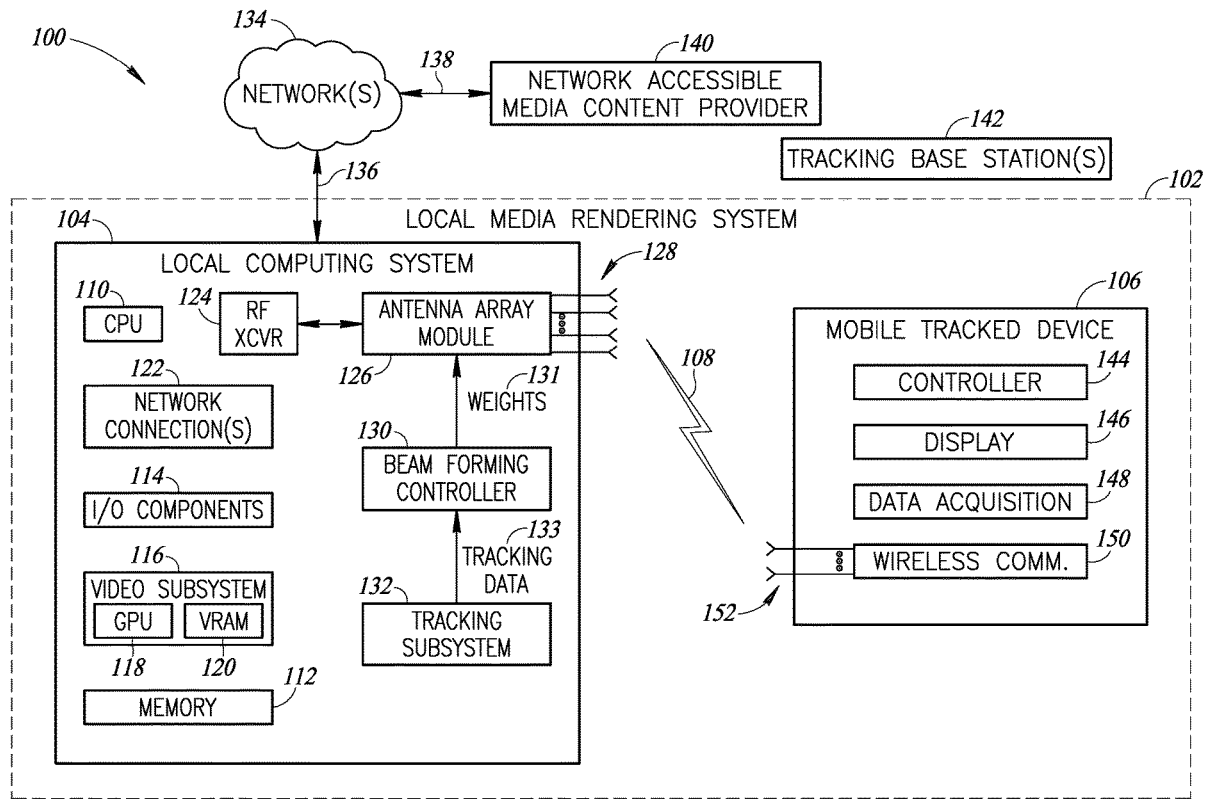 100
134
NETWORK(S)
138
140
NETWORK ACCESSIBLE
MEDIA CONTENT PROVIDER
142
TRACKING BASE STATION(S)
136
102
LOCAL MEDIA RENDERING SYSTEM
104
LOCAL COMPUTING SYSTEM
110
CPU
124
RF
XCVR
ANTENNA ARRAY
MODULE
126
128
131
WEIGHTS
122
NETWORK
CONNECTION(S)
130
BEAM FORMING
CONTROLLER
114
I/O COMPONENTS
133
TRACKING
DATA
116
VIDEO SUBSYSTEM
GPU
VRAM
118
120
132
TRACKING
SUBSYSTEM
112
MEMORY
108
106
MOBILE TRACKED DEVICE
144
CONTROLLER
146
DISPLAY
148
DATA ACQUISITION
150
WIRELESS COMM.
152